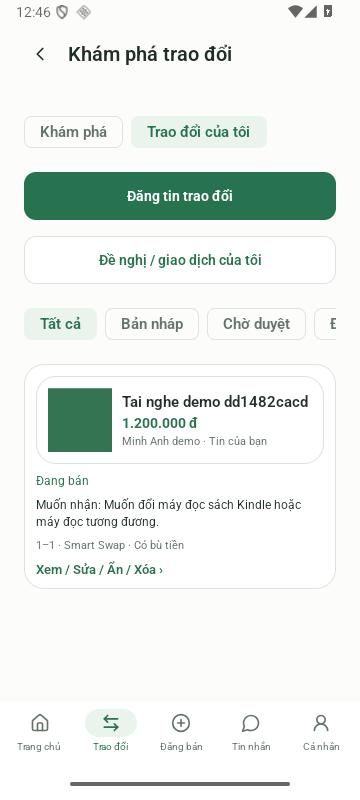 12:46
Khám phá trao đổi
Khám phá
Trao đổi của tôi
Đăng tin trao đổi
Đề nghị / giao dịch của tôi
Tất cả
Bản nháp
Chờ duyệt
Tai nghe demo dd1482cacd
1.200.000 đ
Minh Anh demo · Tin của bạn
Đang bán
Muốn nhận: Muốn đổi máy đọc sách Kindle hoặc
máy đọc tương đương.
1–1 · Smart Swap · Có bù tiền
Xem / Sửa / Ẩn / Xóa ›
Trang chủ
Trao đổi
Đăng bán
Tin nhắn
Cá nhân